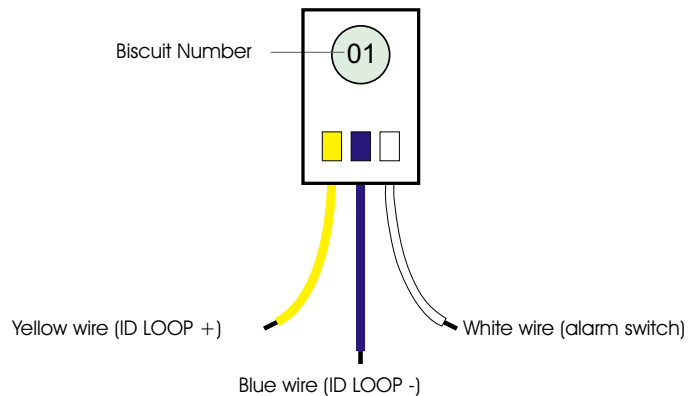 Biscuit Number
01
Yellow wire (ID LOOP +)
White wire (alarm switch)
Blue wire (ID LOOP -)